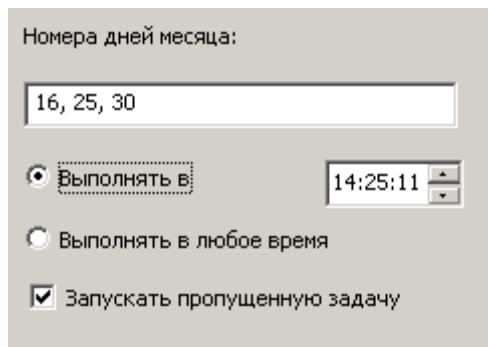 Номера дней месяца:
16, 25, 30
Выполнять в 14:25:11
Выполнять в любое время
Запускать пропущенную задачу